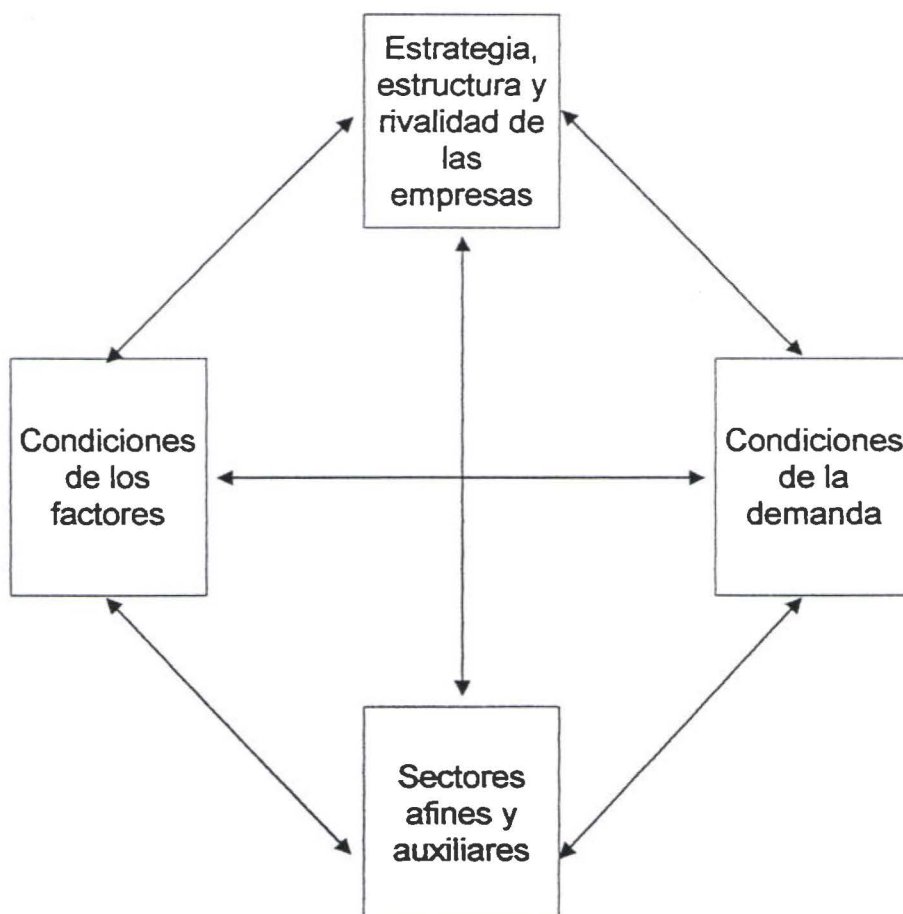 Estrategia,
estructura y
rivalidad de
las
empresas
Condiciones
de los
factores
Condiciones
de la
demanda
Sectores
afines y
auxiliares